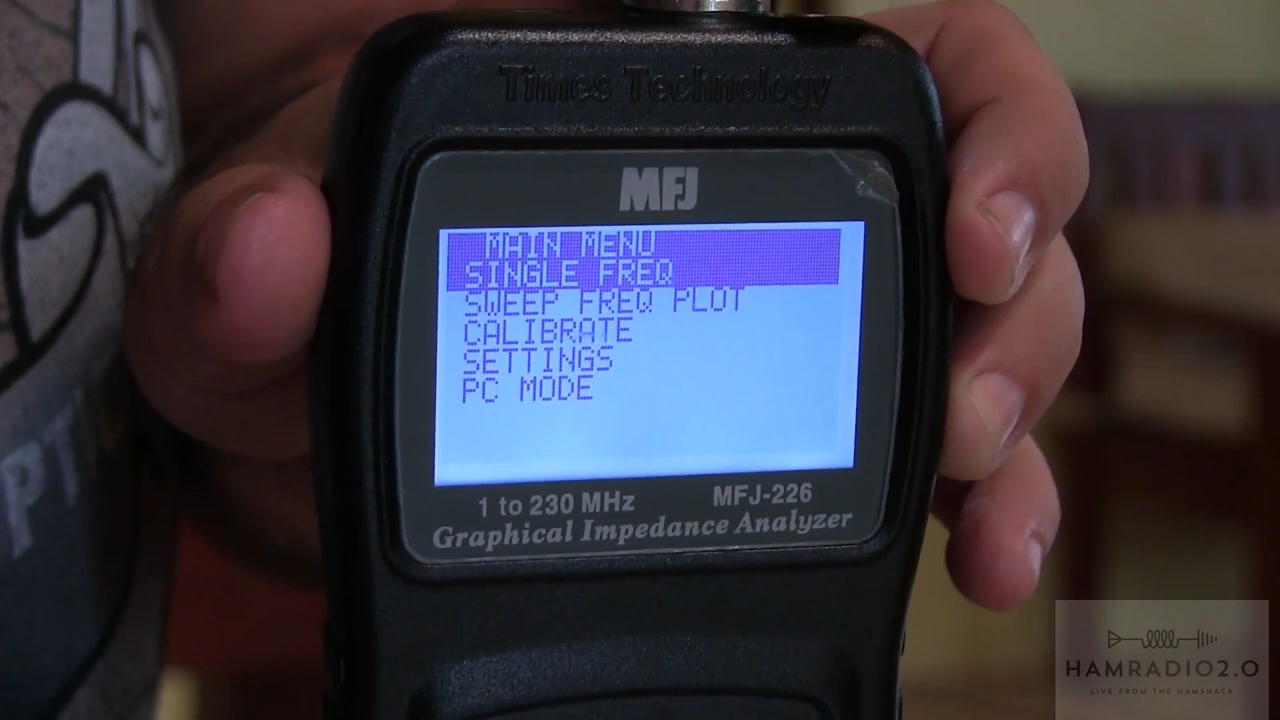 Times Technology
MFJ
MAIN MENU
SINGLE FREQ
SWEEP FREQ PLOT
CALIBRATE
SETTINGS
PC MODE
1 to 230 MHz MFJ-226
Graphical Impedance Analyzer
HAMRADIO2.0
LIVE FROM THE HAMSHACK